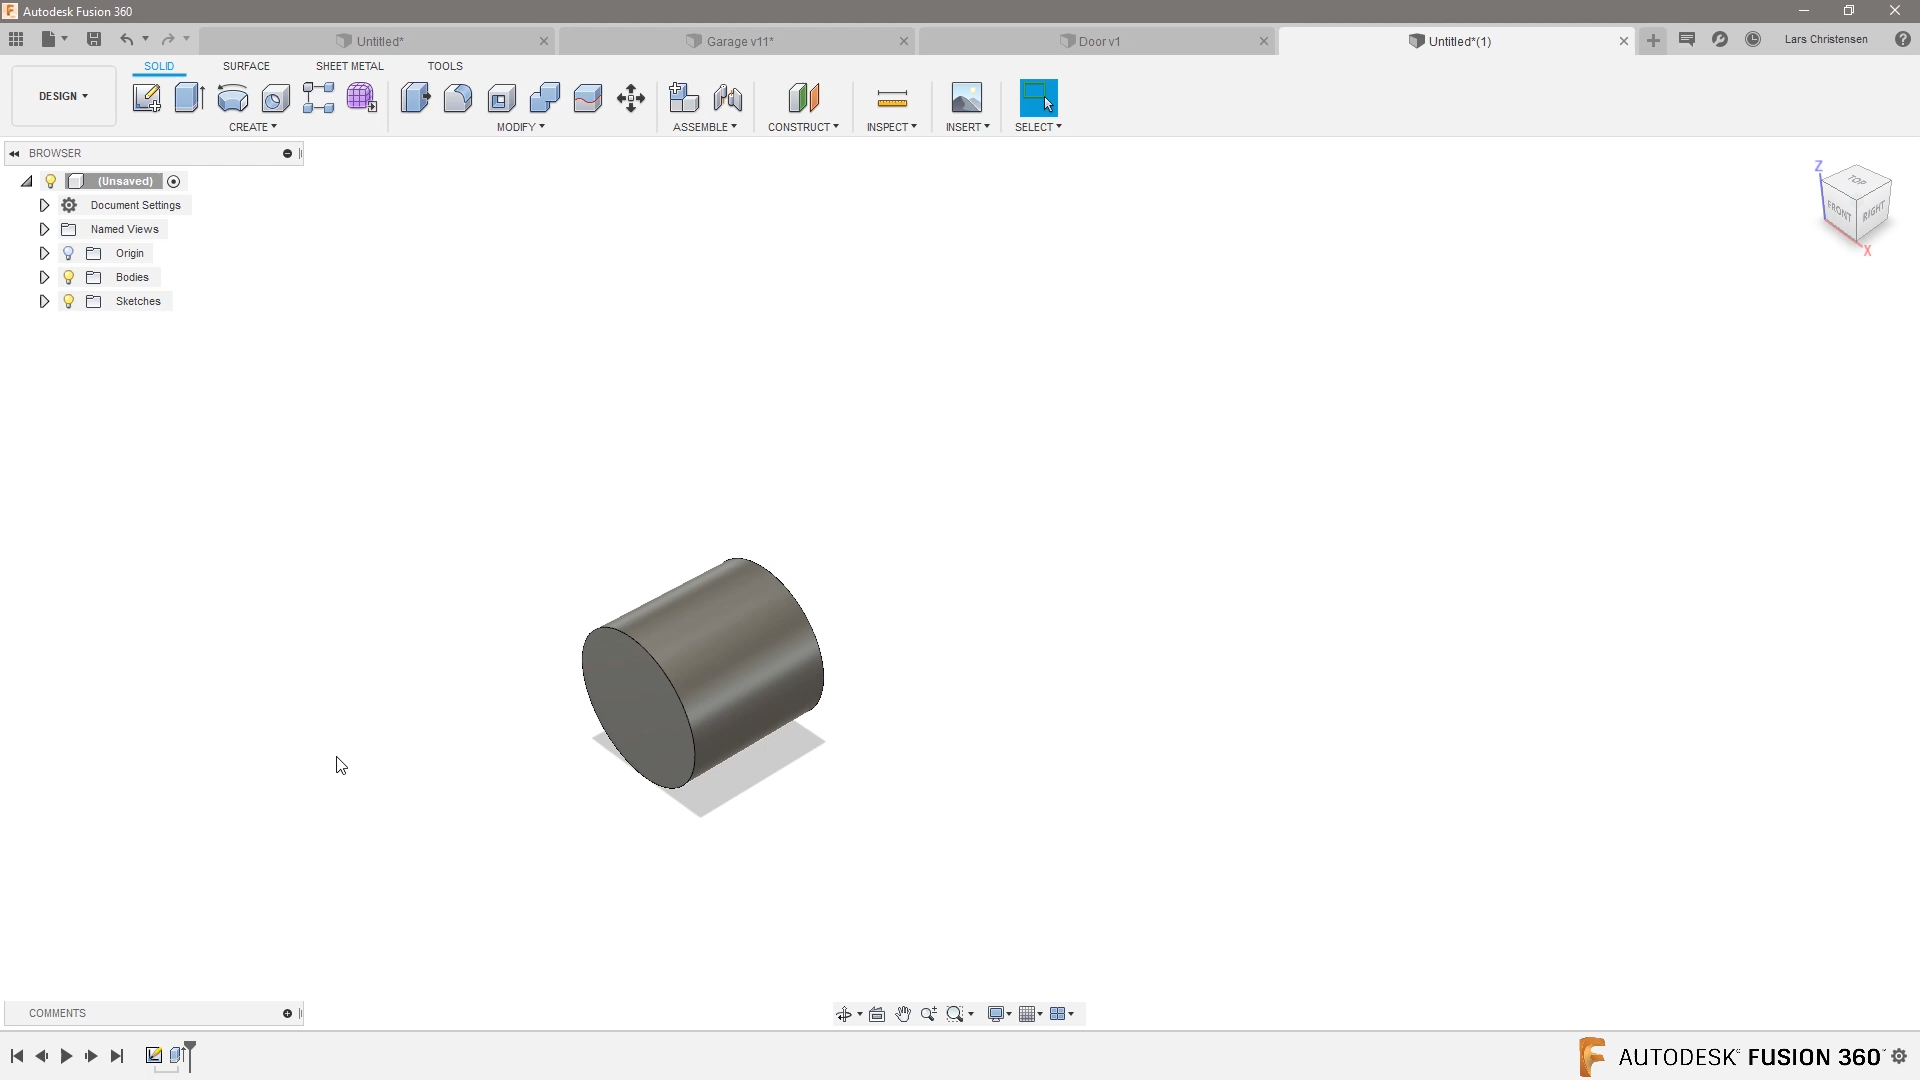 Autodesk Fusion 360
Untitled*
Garage v11*
Door v1
Untitled*(1)
Lars Christensen
DESIGN
SOLID
SURFACE
SHEET METAL
TOOLS
CREATE
MODIFY
ASSEMBLE
CONSTRUCT
INSPECT
INSERT
SELECT
BROWSER
(Unsaved)
Document Settings
Named Views
Origin
Bodies
Sketches
Z
TOP
FRONT
RIGHT
X
COMMENTS
AUTODESK FUSION 360